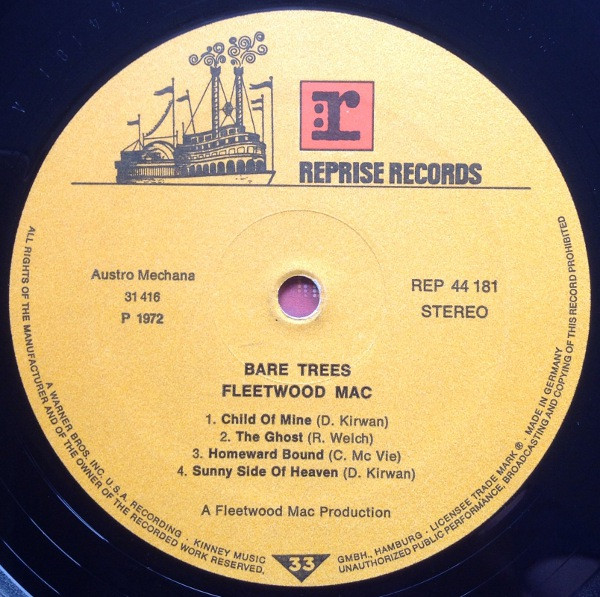 r
REPRISE RECORDS
Austro Mechana
31 416
P 1972
REP 44 181
STEREO
BARE TREES
FLEETWOOD MAC
1. Child Of Mine (D. Kirwan)
2. The Ghost (R. Welch)
3. Homeward Bound (C. Mc Vie)
4. Sunny Side Of Heaven (D. Kirwan)
A Fleetwood Mac Production
33
ALL RIGHTS OF THE MANUFACTURER AND OF THE OWNER OF THE RECORDED WORK RESERVED.
A WARNER BROS. INC. U.S.A. RECORDING · KINNEY MUSIC GMBH., HAMBURG · LICENSEE TRADE MARK ® · MADE IN GERMANY
UNAUTHORIZED PUBLIC PERFORMANCE, BROADCASTING AND COPYING OF THIS RECORD PROHIBITED